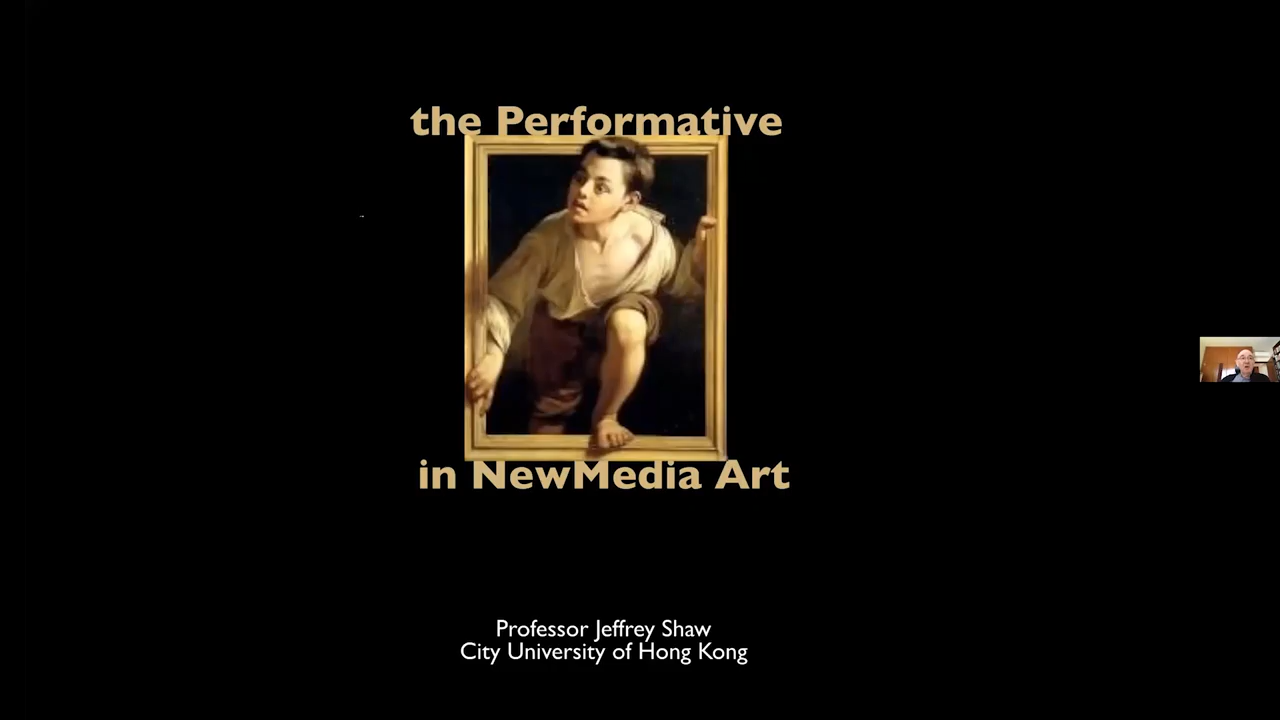 the Performative
in NewMedia Art
Professor Jeffrey Shaw
City University of Hong Kong